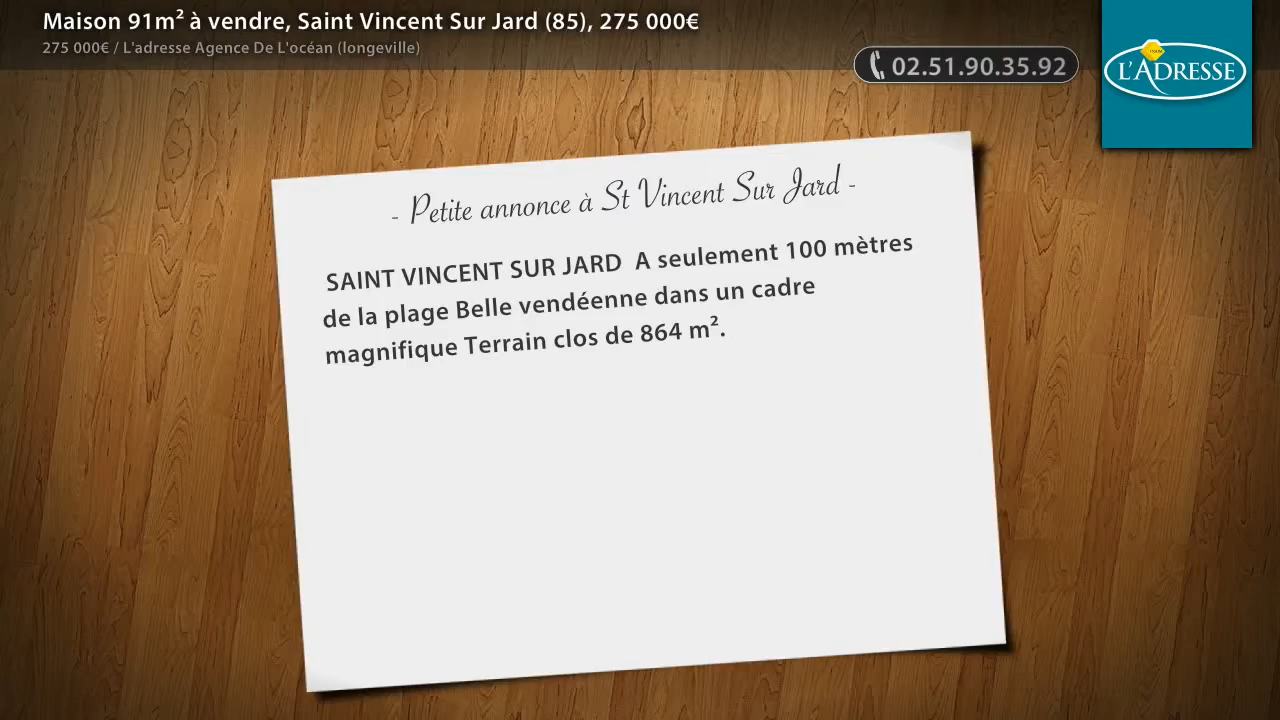 Maison 91m² à vendre, Saint Vincent Sur Jard (85), 275 000€
275 000€ / L'adresse Agence De L'océan (longeville)
02.51.90.35.92
L'ADRESSE
- Petite annonce à St Vincent Sur Jard -
SAINT VINCENT SUR JARD  A seulement 100 mètres
de la plage Belle vendéenne dans un cadre
magnifique Terrain clos de 864 m².